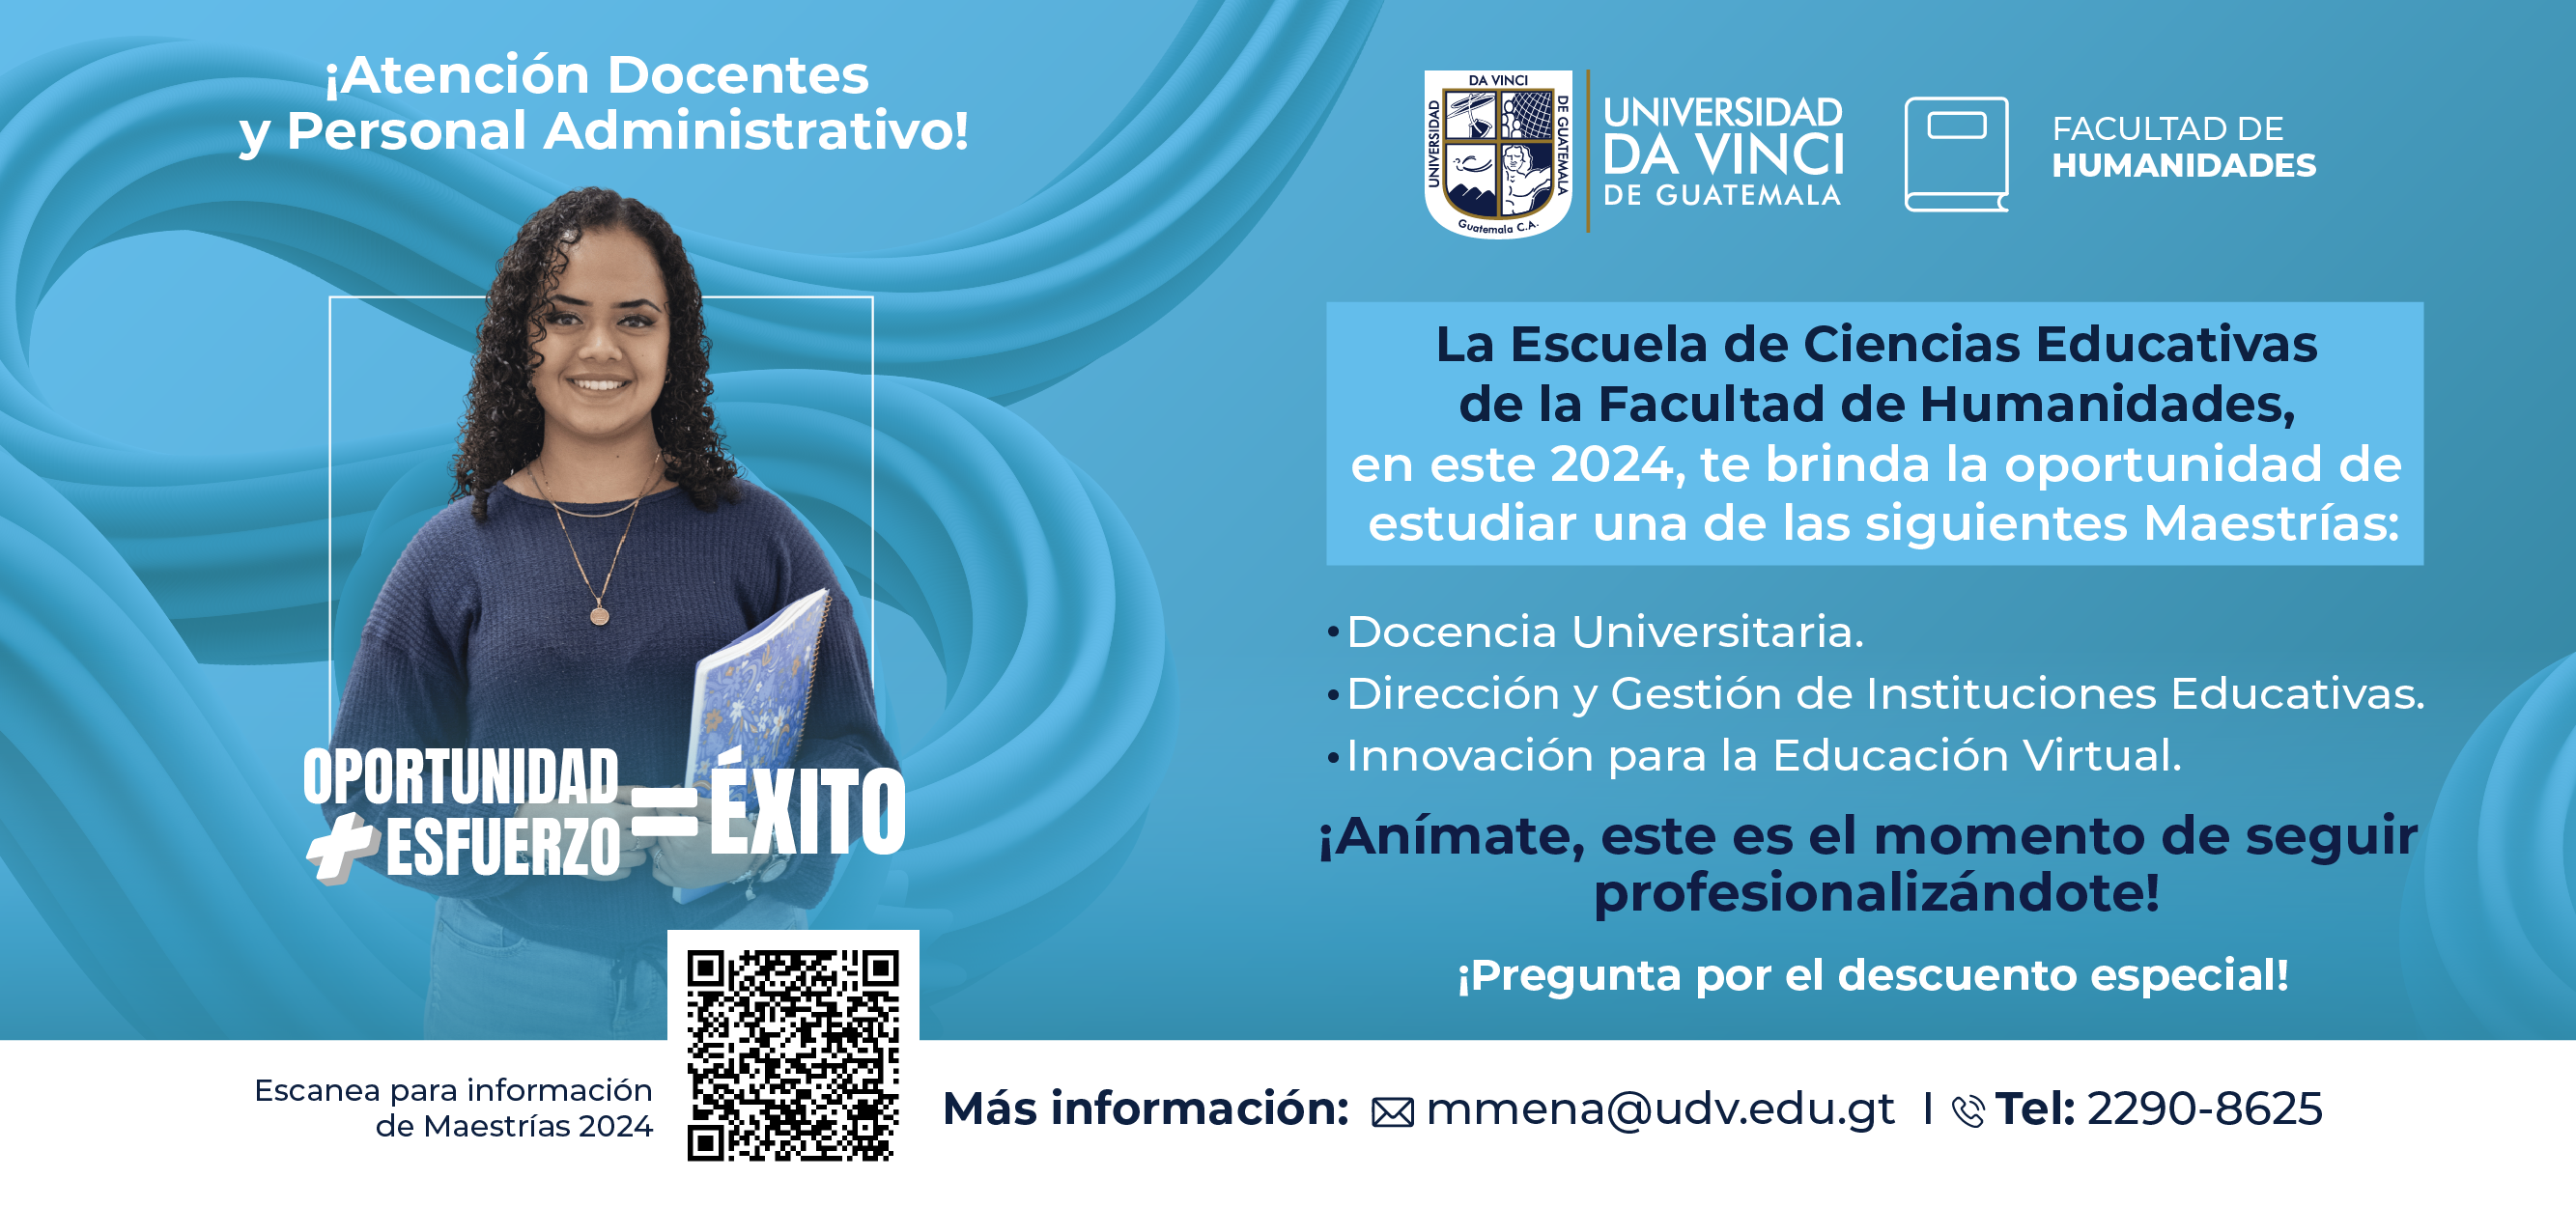 ¡Atención Docentes
y Personal Administrativo!
OPORTUNIDAD
+ ESFUERZO = ÉXITO
Escanea para información
de Maestrías 2024
DA VINCI
UNIVERSIDAD
DE GUATEMALA
Guatemala C.A.
UNIVERSIDAD
DA VINCI
DE GUATEMALA
FACULTAD DE
HUMANIDADES
La Escuela de Ciencias Educativas
de la Facultad de Humanidades,
en este 2024, te brinda la oportunidad de
estudiar una de las siguientes Maestrías:
• Docencia Universitaria.
• Dirección y Gestión de Instituciones Educativas.
• Innovación para la Educación Virtual.
¡Anímate, este es el momento de seguir
profesionalizándote!
¡Pregunta por el descuento especial!
Más información: mmena@udv.edu.gt | Tel: 2290-8625